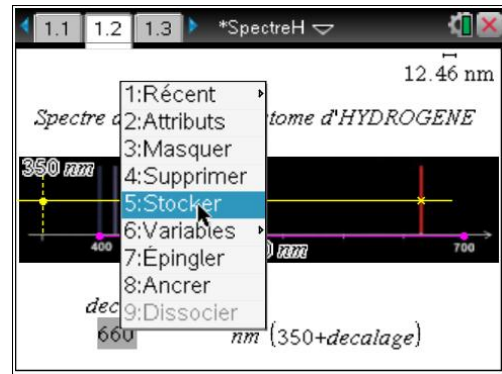 1.1 1.2 1.3 *SpectreH
12.46 nm
Spectre d tome d'HYDROGENE
1:Récent
2:Attributs
3:Masquer
4:Supprimer
5:Stocker
6:Variables
7:Épingler
8:Ancrer
9:Dissocier
350 nm
400 nm 700
dec
660 nm (350+decalage)